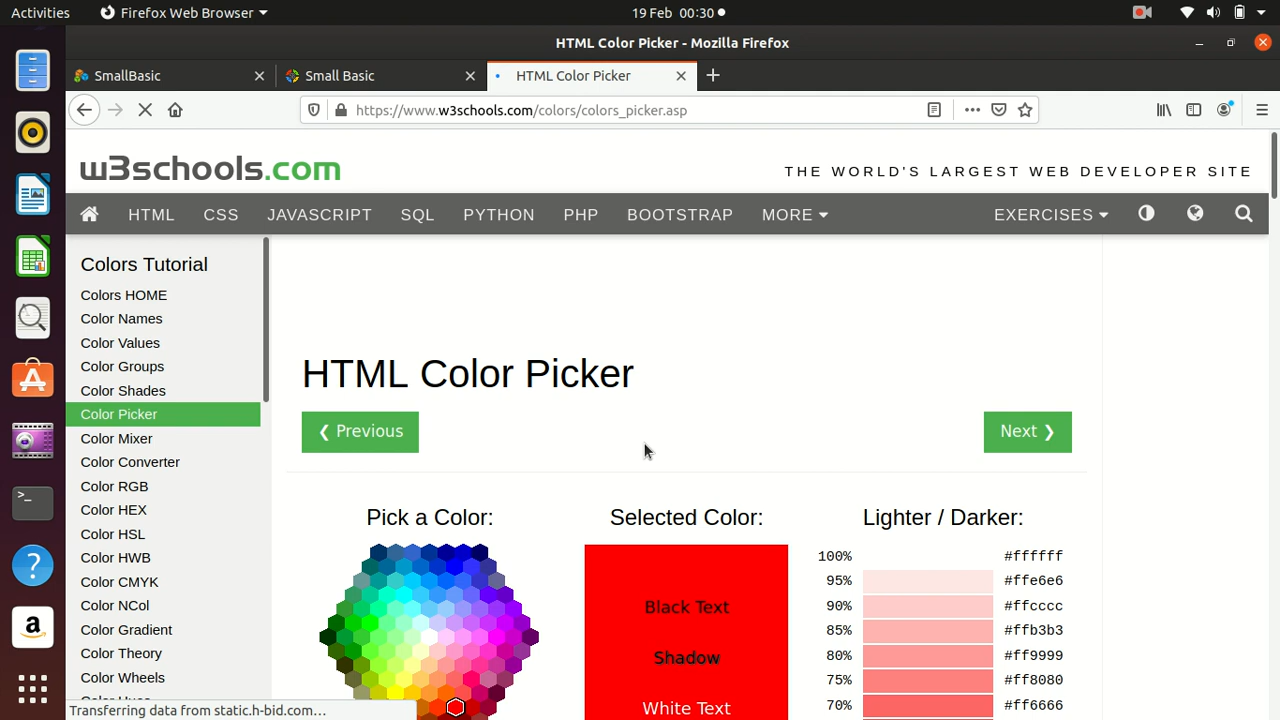 Activities
Firefox Web Browser
19 Feb 00:30
HTML Color Picker - Mozilla Firefox
SmallBasic
Small Basic
HTML Color Picker
https://www.w3schools.com/colors/colors_picker.asp
w3schools.com
THE WORLD'S LARGEST WEB DEVELOPER SITE
HTML CSS JAVASCRIPT SQL PYTHON PHP BOOTSTRAP MORE EXERCISES
Colors Tutorial
Colors HOME
Color Names
Color Values
Color Groups
Color Shades
Color Picker
Color Mixer
Color Converter
Color RGB
Color HEX
Color HSL
Color HWB
Color CMYK
Color NCol
Color Gradient
Color Theory
Color Wheels
Color Hues
HTML Color Picker
❮ Previous
Next ❯
Pick a Color:
Selected Color:
Black Text
Shadow
White Text
Lighter / Darker:
100% #ffffff
95% #ffe6e6
90% #ffcccc
85% #ffb3b3
80% #ff9999
75% #ff8080
70% #ff6666
Transferring data from static.h-bid.com...